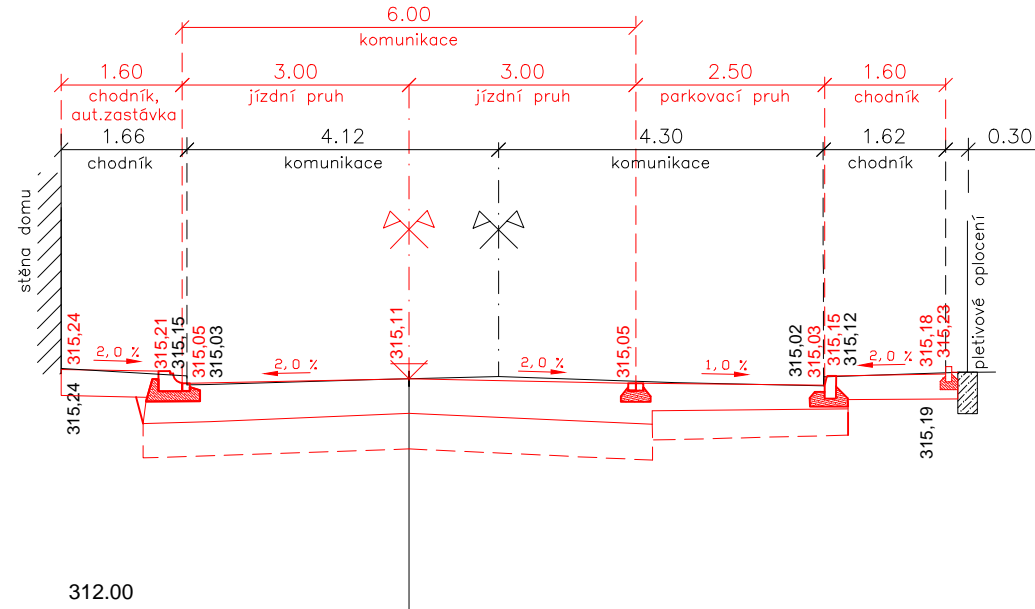 6.00
komunikace
1.60 3.00 3.00 2.50 1.60
chodník, jízdní pruh jízdní pruh parkovací pruh chodník
aut.zastávka
1.66 4.12 4.30 1.62 0.30
chodník komunikace komunikace chodník
stěna domu
pletivové oplocení
315,24
315,21
315,15
315,05
315,03
315,11
315,05
315,02
315,03
315,15
315,12
315,18
315,23
2,0 % 2,0 % 2,0 % 1,0 % 2,0 %
315,24
315,19
312.00